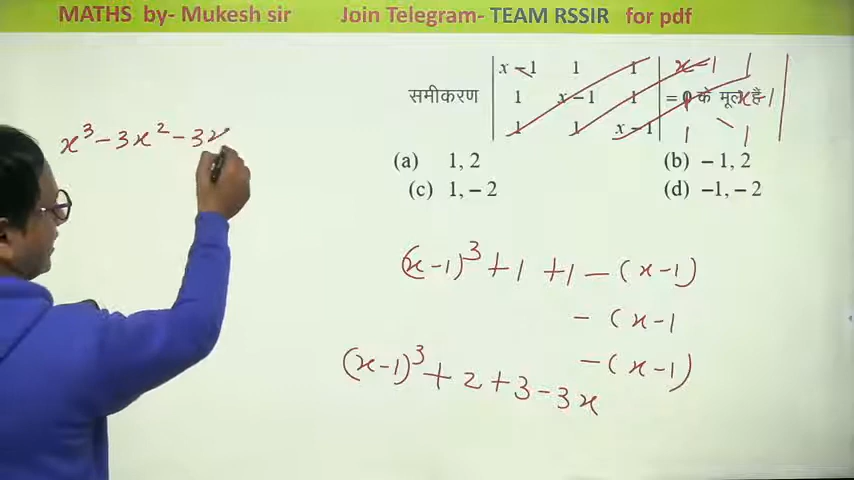 MATHS by- Mukesh sir Join Telegram- TEAM RSSIR for pdf
समीकरण | x – 1 1 1 | x – 1 1 |
| 1 x – 1 1 | = 0 के मूल हैं 1 x – 1 |
| 1 1 x – 1 | 1 1 |
(a) 1, 2 (b) – 1, 2
(c) 1, – 2 (d) –1, – 2
x³ – 3x² – 3x
(x – 1)³ + 1 + 1 – (x – 1)
– (x – 1
– (x – 1)
(x – 1)³ + 2 + 3 – 3x